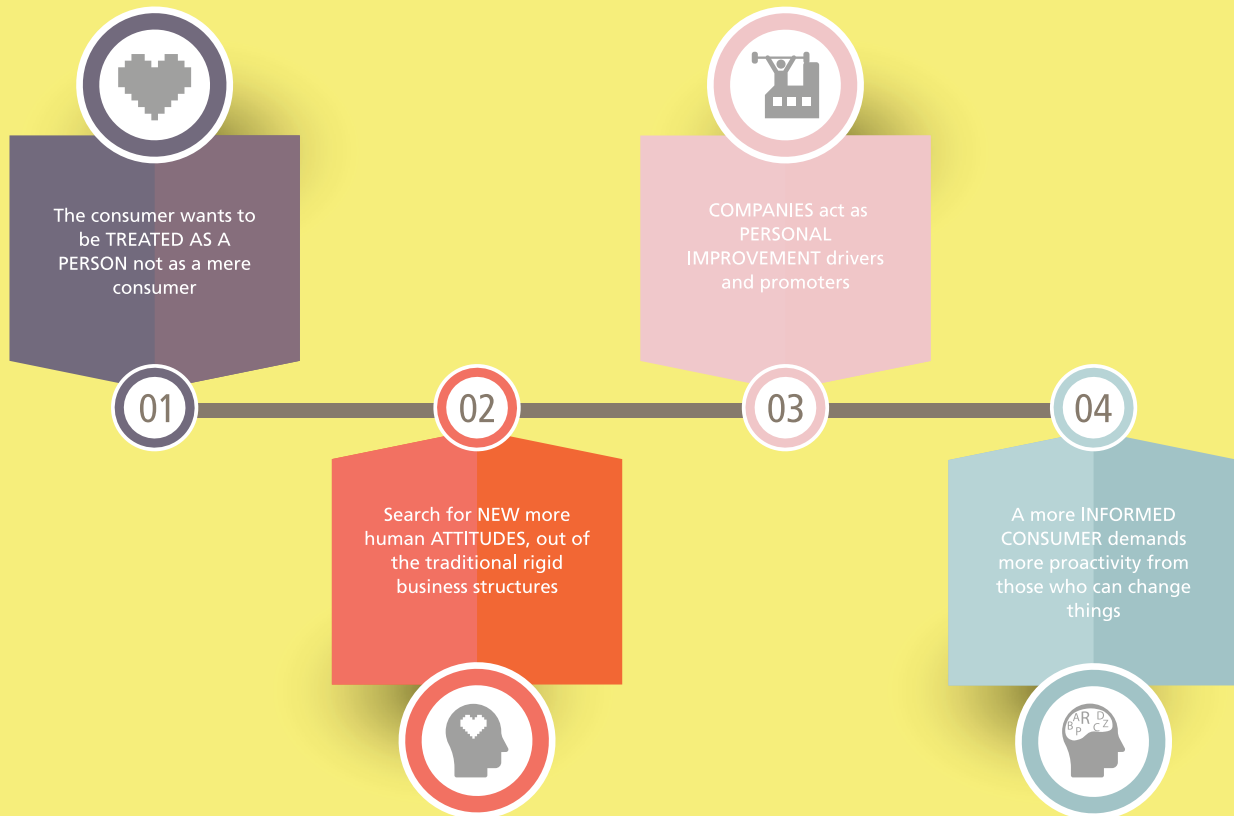 The consumer wants to
be TREATED AS A
PERSON not as a mere
consumer
01
Search for NEW more
human ATTITUDES, out of
the traditional rigid
business structures
02
COMPANIES act as
PERSONAL
IMPROVEMENT drivers
and promoters
03
A more INFORMED
CONSUMER demands
more proactivity from
those who can change
things
04
B A R D
P C Z